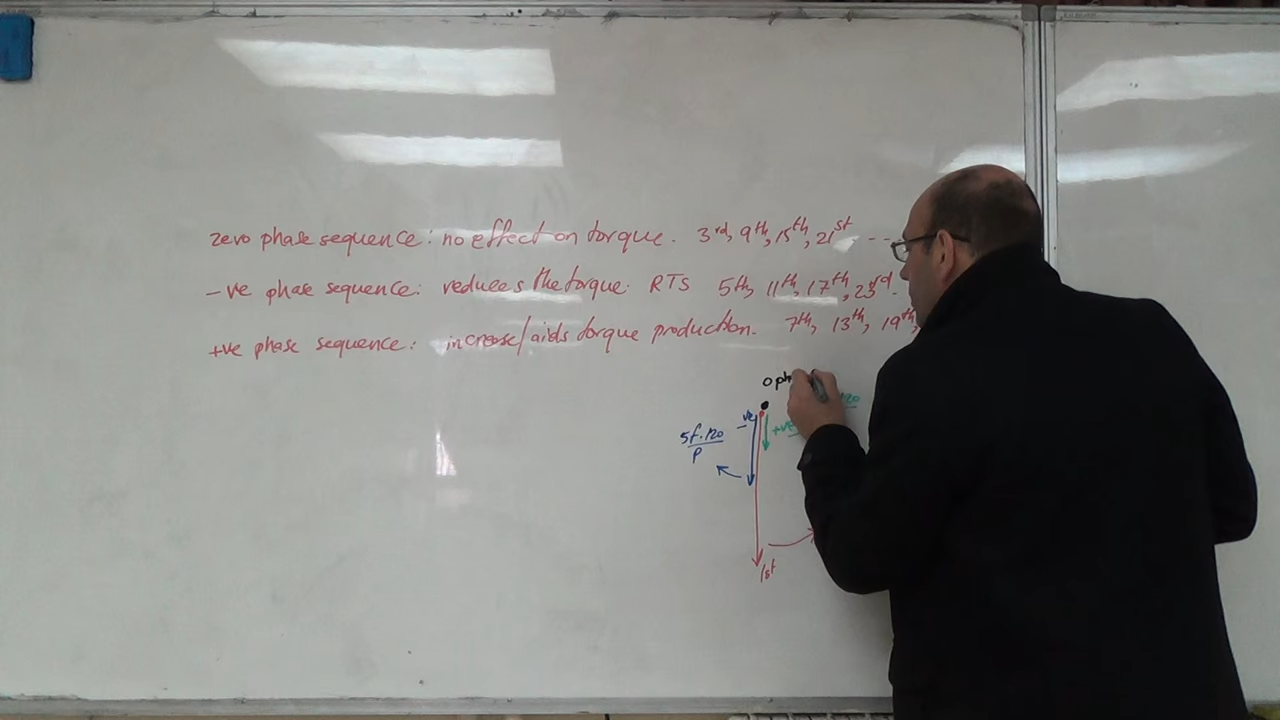 zero phase sequence: no effect on torque. 3rd, 9th, 15th, 21st ---
-ve phase sequence: reduces the torque. RTS 5th, 11th, 17th, 23rd.
+ve phase sequence: increase/aids torque production. 7th, 13th, 19th,
0 ph
120
-ve
+ve
5f.120
P
1st